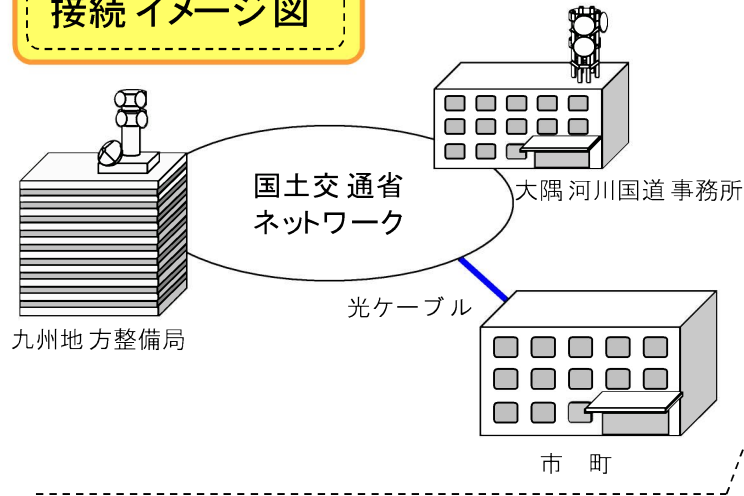 接続イメージ図
国土交通省
ネットワーク
大隅河川国道事務所
光ケーブル
九州地方整備局
市　町